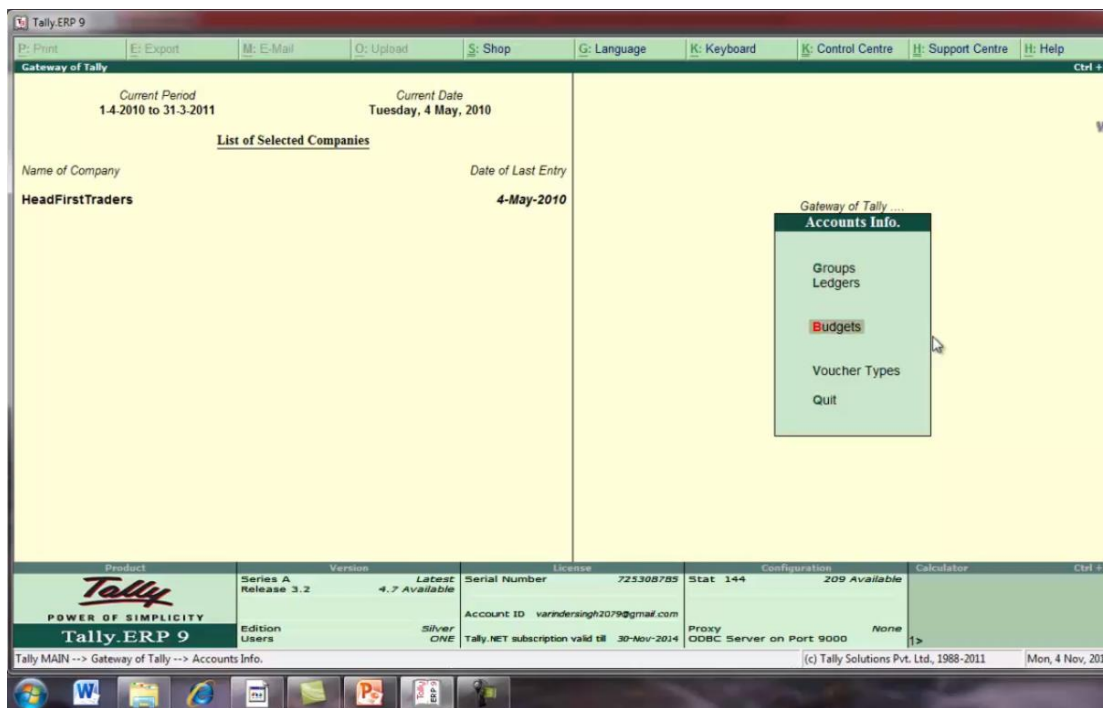 Tally.ERP 9
P: Print E: Export M: E-Mail O: Upload S: Shop G: Language K: Keyboard K: Control Centre H: Support Centre H: Help
Gateway of Tally Ctrl +
Current Period Current Date
1-4-2010 to 31-3-2011 Tuesday, 4 May, 2010
List of Selected Companies
Name of Company Date of Last Entry
HeadFirstTraders 4-May-2010
Gateway of Tally ....
Accounts Info.
Groups
Ledgers
Budgets
Voucher Types
Quit
Product Version License Configuration Calculator Ctrl +
Tally
POWER OF SIMPLICITY
Tally.ERP 9
Series A Latest
Release 3.2 4.7 Available
Edition Silver
Users ONE
Serial Number 725308785
Account ID varindersingh2079@gmail.com
Tally.NET subscription valid till 30-Nov-2014
Stat 144 209 Available
Proxy None
ODBC Server on Port 9000
1>
Tally MAIN --> Gateway of Tally --> Accounts Info. (c) Tally Solutions Pvt. Ltd., 1988-2011 Mon, 4 Nov, 201